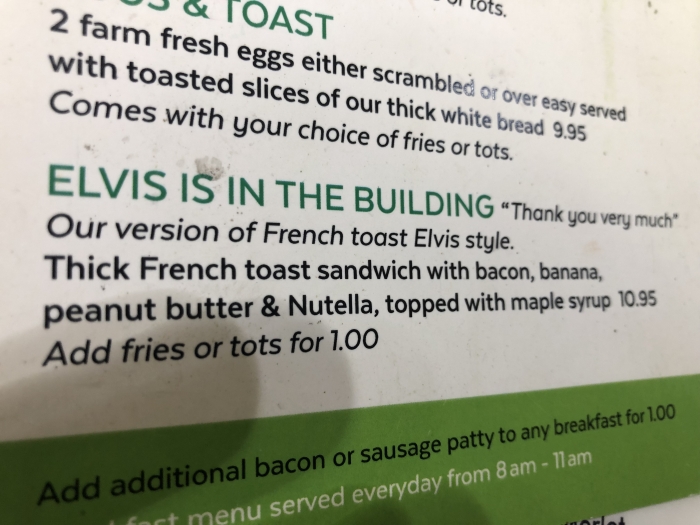 & TOAST
or tots.
2 farm fresh eggs either scrambled or over easy served
with toasted slices of our thick white bread 9.95
Comes with your choice of fries or tots.
ELVIS IS IN THE BUILDING “Thank you very much”
Our version of French toast Elvis style.
Thick French toast sandwich with bacon, banana,
peanut butter & Nutella, topped with maple syrup 10.95
Add fries or tots for 1.00
Add additional bacon or sausage patty to any breakfast for 1.00
menu served everyday from 8am - 11am